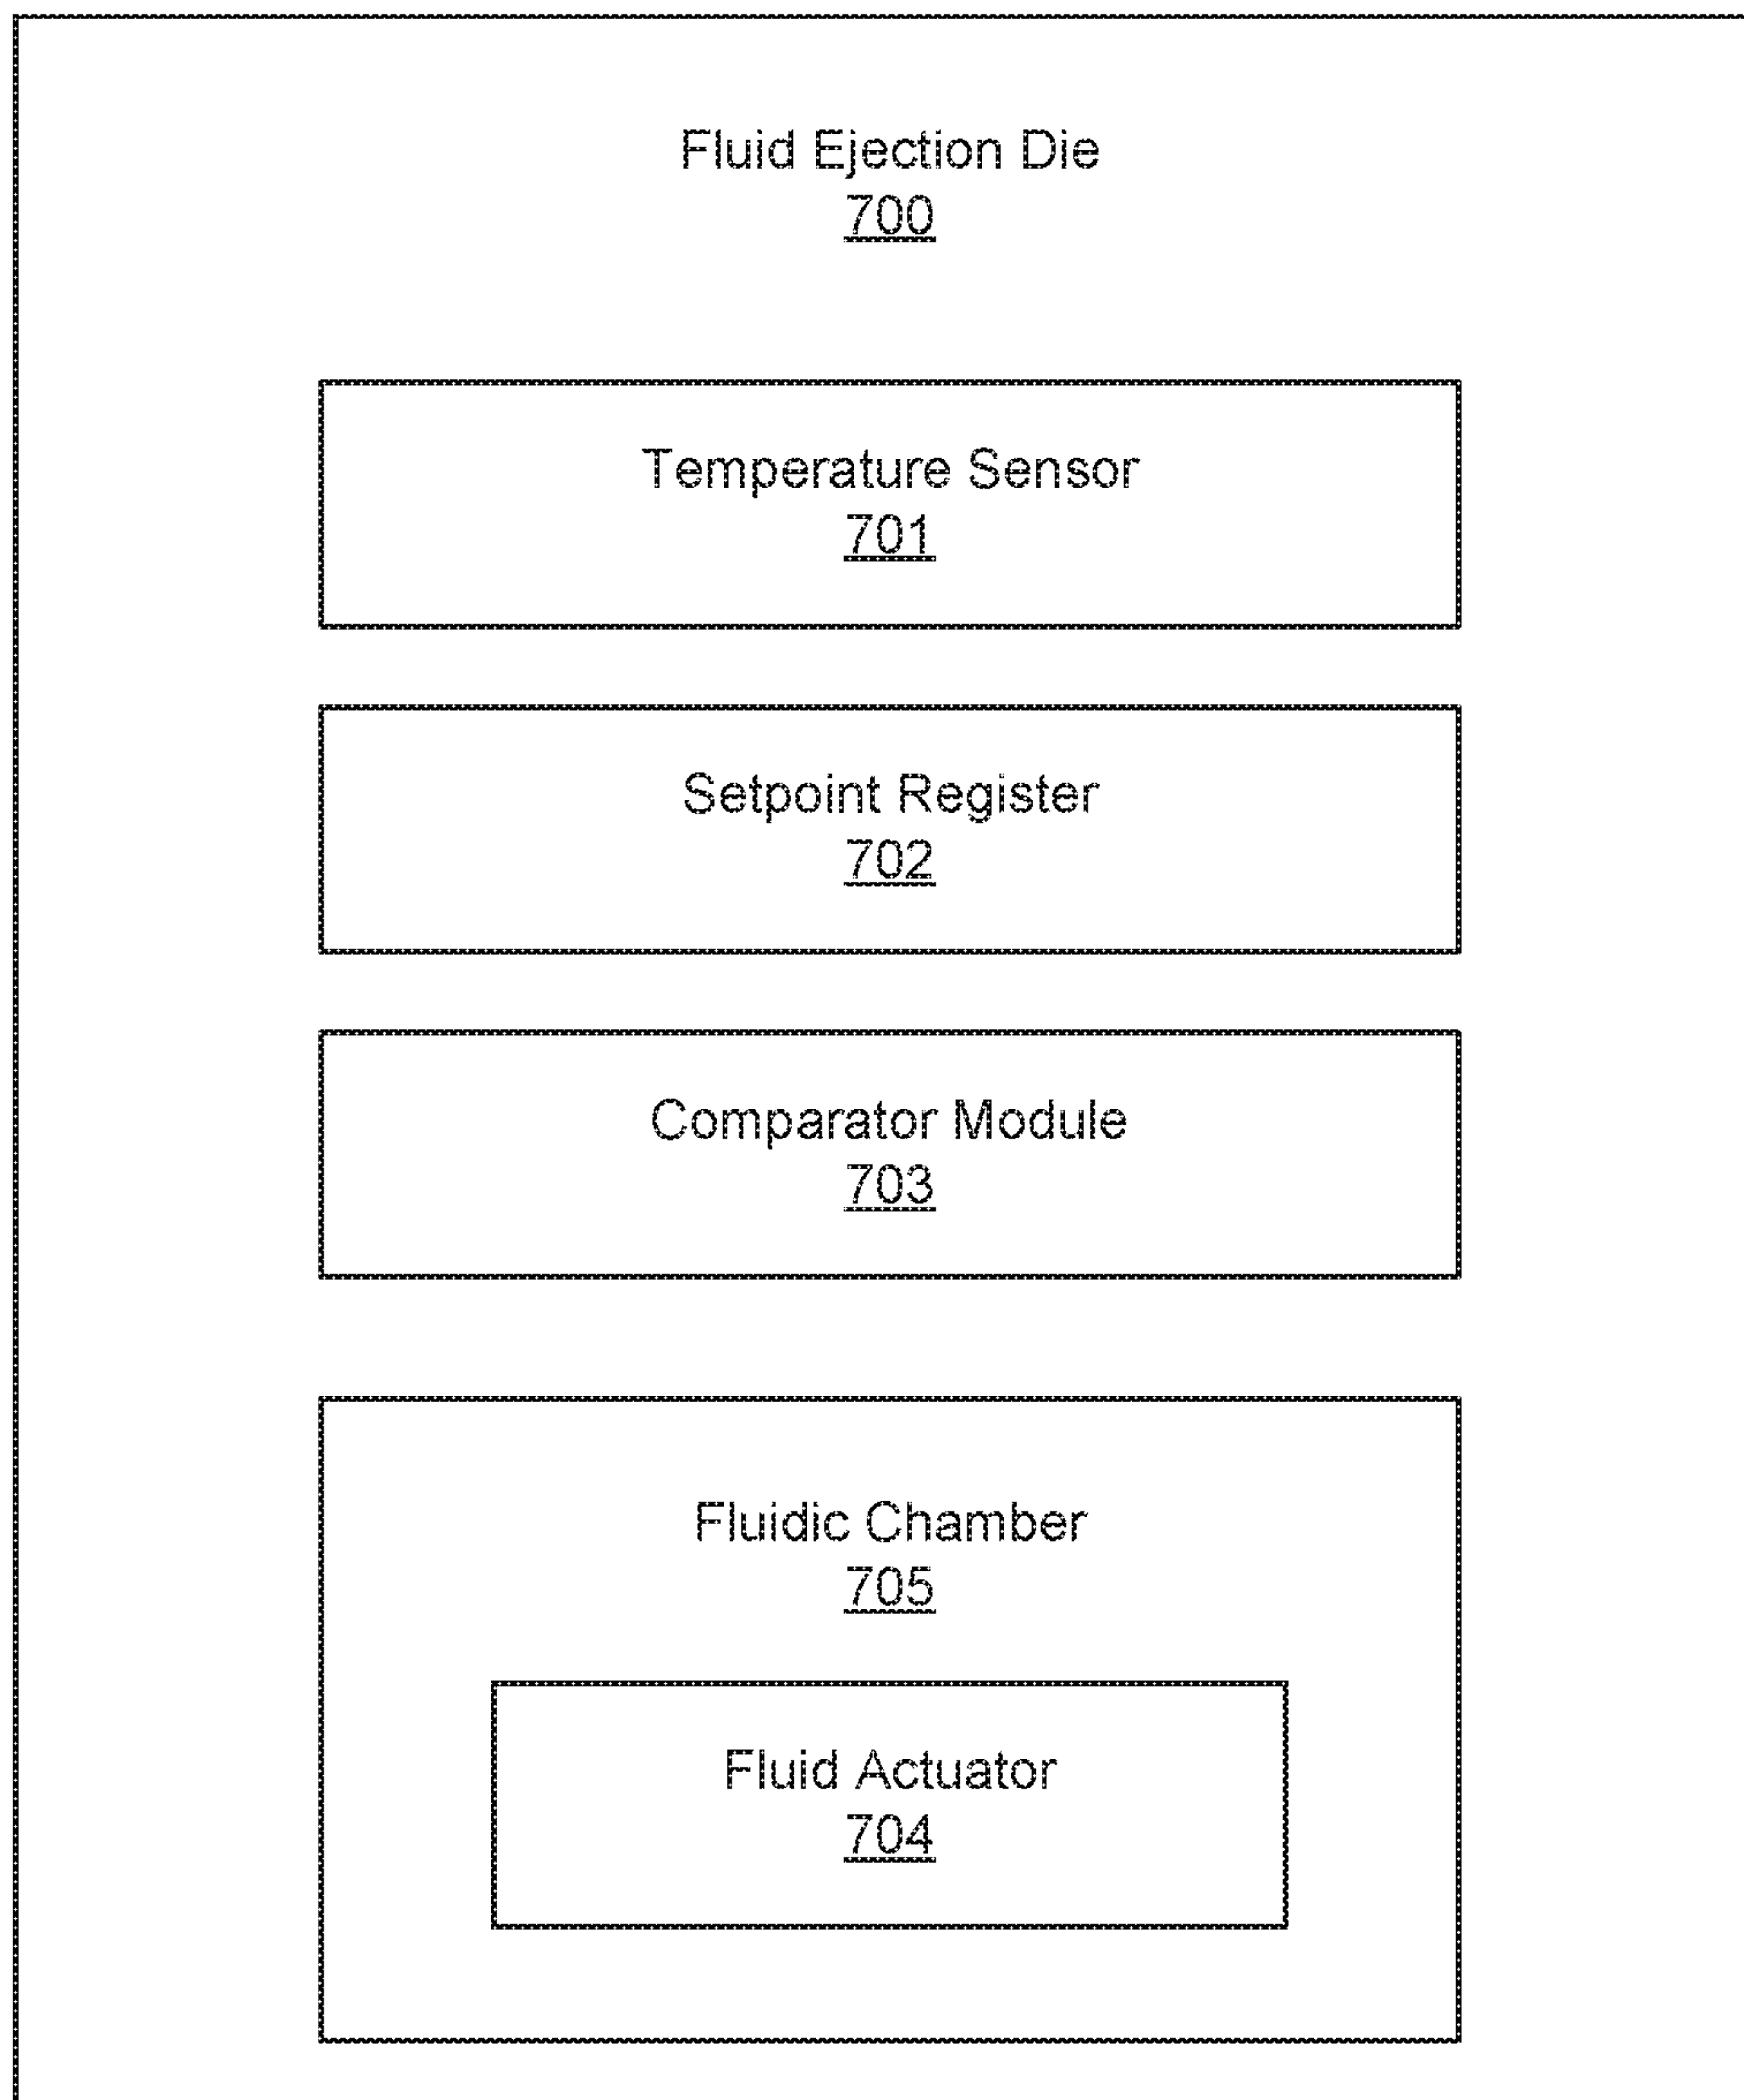 Fluid Ejection Die
700
Temperature Sensor
701
Setpoint Register
702
Comparator Module
703
Fluidic Chamber
705
Fluid Actuator
704